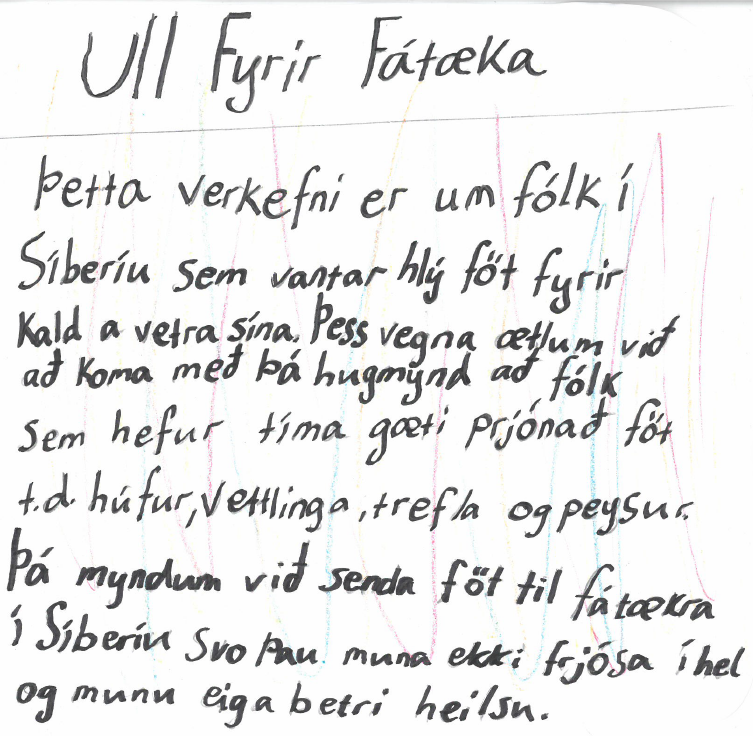 Ull Fyrir Fátæka
Þetta verkefni er um fólk í
Síberíu sem vantar hlý föt fyrir
kalda vetra sína. Þess vegna ætlum við
að koma með þá hugmynd að fólk
sem hefur tíma gæti prjónað föt
t.d. húfur, vettlinga, trefla og peysur.
Þá myndum við senda föt til fátækra
í Síberíu svo þau muna ekki frjósa í hel
og munu eiga betri heilsu.